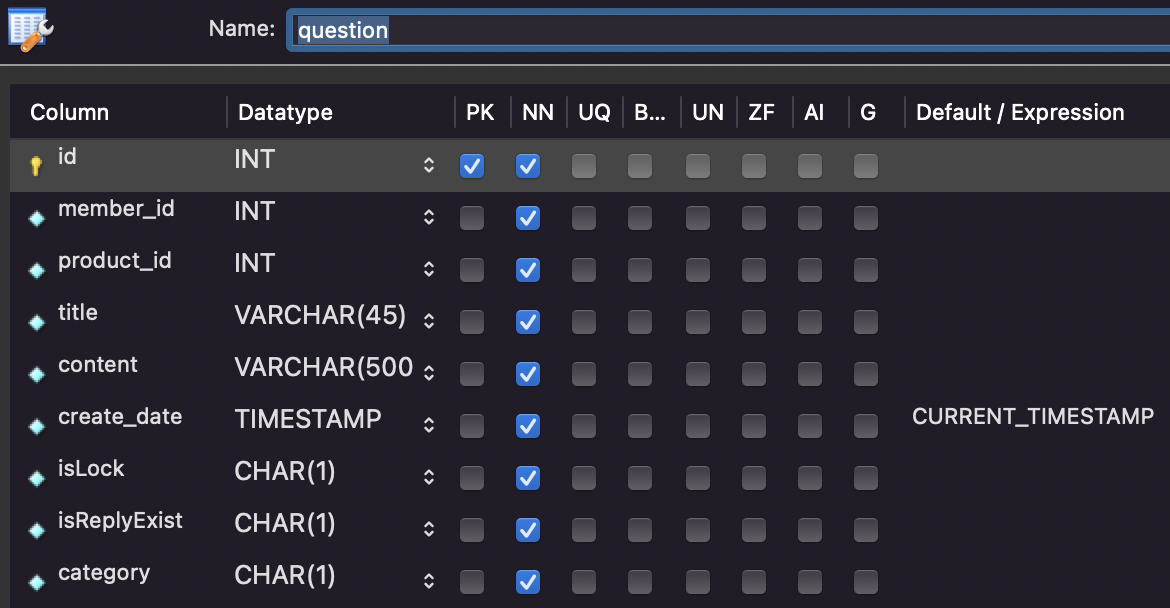 Name: question
Column Datatype PK NN UQ B... UN ZF AI G Default / Expression
id INT
member_id INT
product_id INT
title VARCHAR(45)
content VARCHAR(500
create_date TIMESTAMP CURRENT_TIMESTAMP
isLock CHAR(1)
isReplyExist CHAR(1)
category CHAR(1)